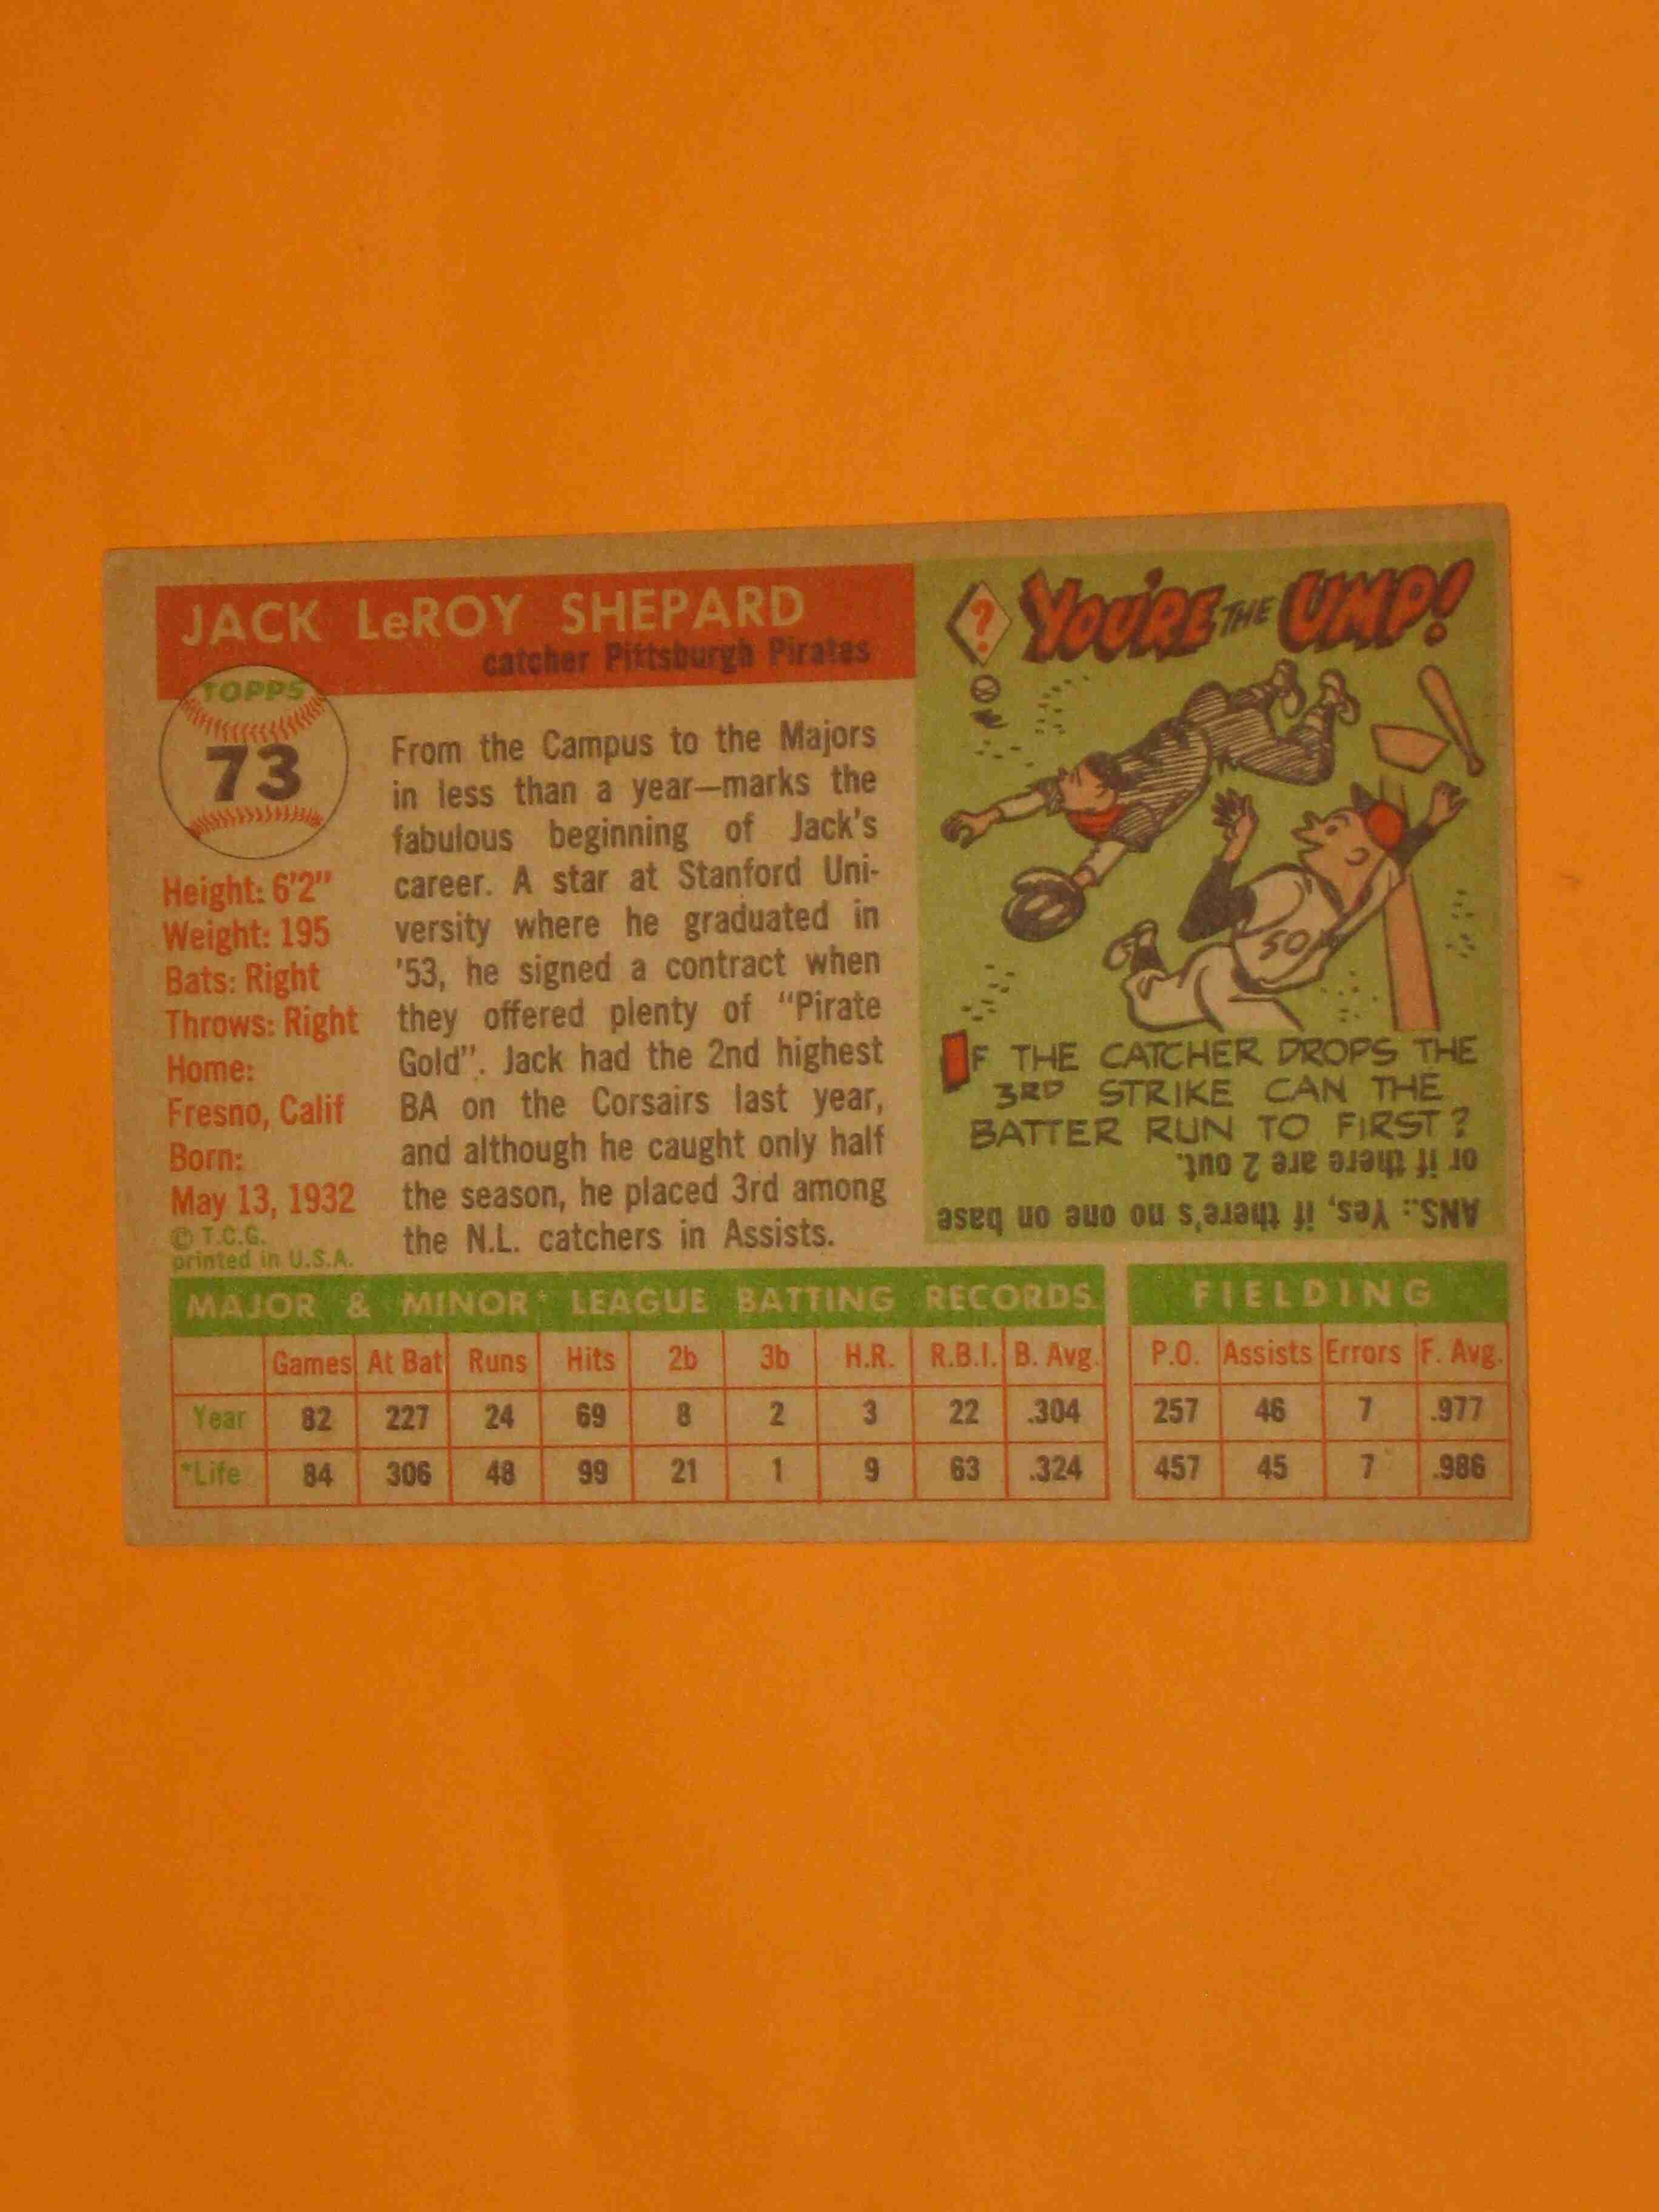 JACK LeROY SHEPARD
catcher Pittsburgh Pirates
TOPPS
73
Height: 6'2"
Weight: 195
Bats: Right
Throws: Right
Home:
Fresno, Calif
Born:
May 13, 1932
© T.C.G.
printed in U.S.A.
From the Campus to the Majors
in less than a year—marks the
fabulous beginning of Jack's
career. A star at Stanford Uni-
versity where he graduated in
'53, he signed a contract when
they offered plenty of "Pirate
Gold". Jack had the 2nd highest
BA on the Corsairs last year,
and although he caught only half
the season, he placed 3rd among
the N.L. catchers in Assists.
?
YOU'RE THE UMP!
50
IF THE CATCHER DROPS THE
3RD STRIKE CAN THE
BATTER RUN TO FIRST?
ANS.: Yes, if there's no one on base
or if there are 2 out.
MAJOR & MINOR* LEAGUE BATTING RECORDS
Games At Bat Runs Hits 2b 3b H.R. R.B.I. B. Avg.
Year 82 227 24 69 8 2 3 22 .304
*Life 84 306 48 99 21 1 9 63 .324
FIELDING
P.O. Assists Errors F. Avg.
257 46 7 .977
457 45 7 .986